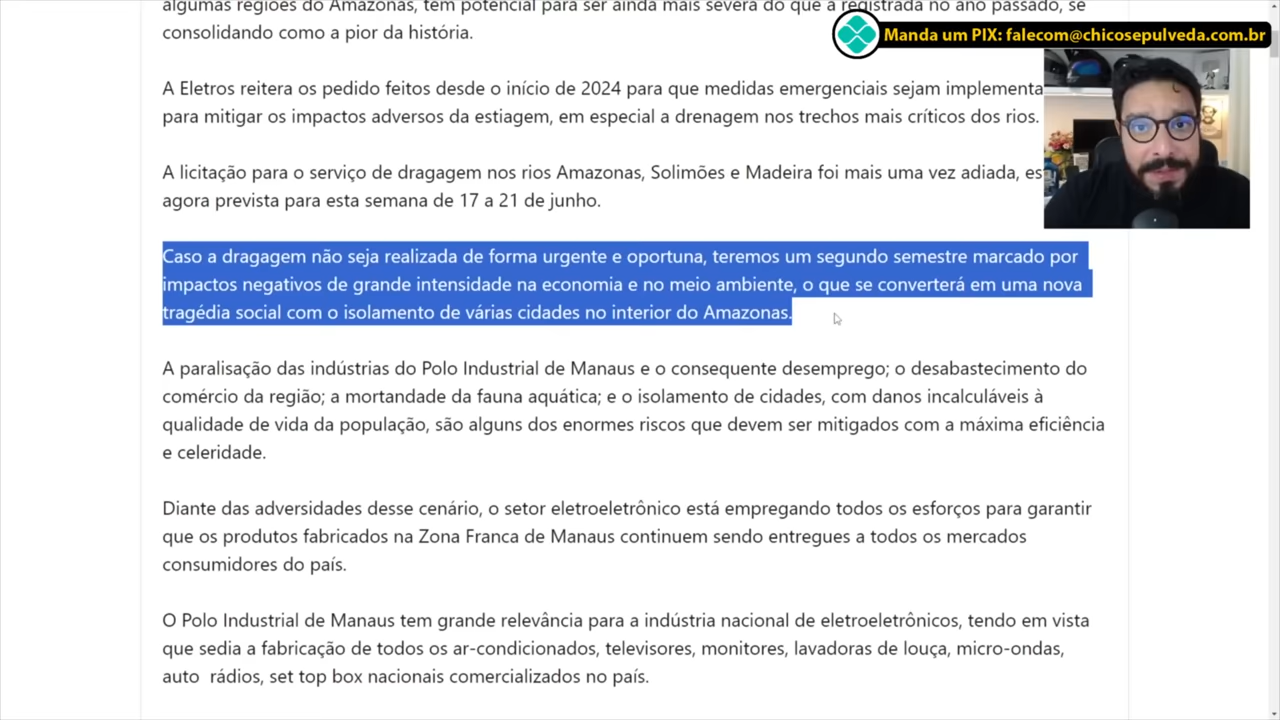 algumas regiões do Amazonas, tem potencial para ser ainda mais severa do que a registrada no ano passado, se
consolidando como a pior da história.
Manda um PIX: falecom@chicosepulveda.com.br
A Eletros reitera os pedido feitos desde o início de 2024 para que medidas emergenciais sejam implementa
para mitigar os impactos adversos da estiagem, em especial a drenagem nos trechos mais críticos dos rios.
A licitação para o serviço de dragagem nos rios Amazonas, Solimões e Madeira foi mais uma vez adiada, es
agora prevista para esta semana de 17 a 21 de junho.
Caso a dragagem não seja realizada de forma urgente e oportuna, teremos um segundo semestre marcado por
impactos negativos de grande intensidade na economia e no meio ambiente, o que se converterá em uma nova
tragédia social com o isolamento de várias cidades no interior do Amazonas.
A paralisação das indústrias do Polo Industrial de Manaus e o consequente desemprego; o desabastecimento do
comércio da região; a mortandade da fauna aquática; e o isolamento de cidades, com danos incalculáveis à
qualidade de vida da população, são alguns dos enormes riscos que devem ser mitigados com a máxima eficiência
e celeridade.
Diante das adversidades desse cenário, o setor eletroeletrônico está empregando todos os esforços para garantir
que os produtos fabricados na Zona Franca de Manaus continuem sendo entregues a todos os mercados
consumidores do país.
O Polo Industrial de Manaus tem grande relevância para a indústria nacional de eletroeletrônicos, tendo em vista
que sedia a fabricação de todos os ar-condicionados, televisores, monitores, lavadoras de louça, micro-ondas,
auto rádios, set top box nacionais comercializados no país.